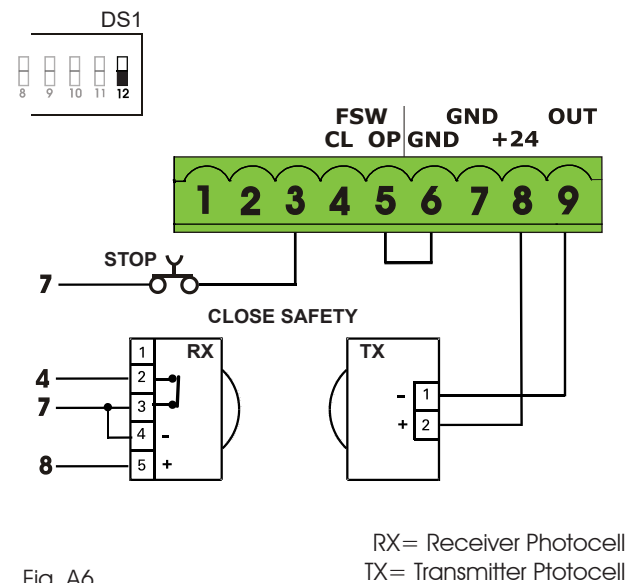 DS1
8 9 10 11 12
FSW GND OUT
CL OP GND +24
1 2 3 4 5 6 7 8 9
STOP
7
CLOSE SAFETY
1 RX TX
4 2 - 1
7 3 + 2
4 -
8 5 +
RX= Receiver Photocell
TX= Transmitter Ptotocell
Fig. A6